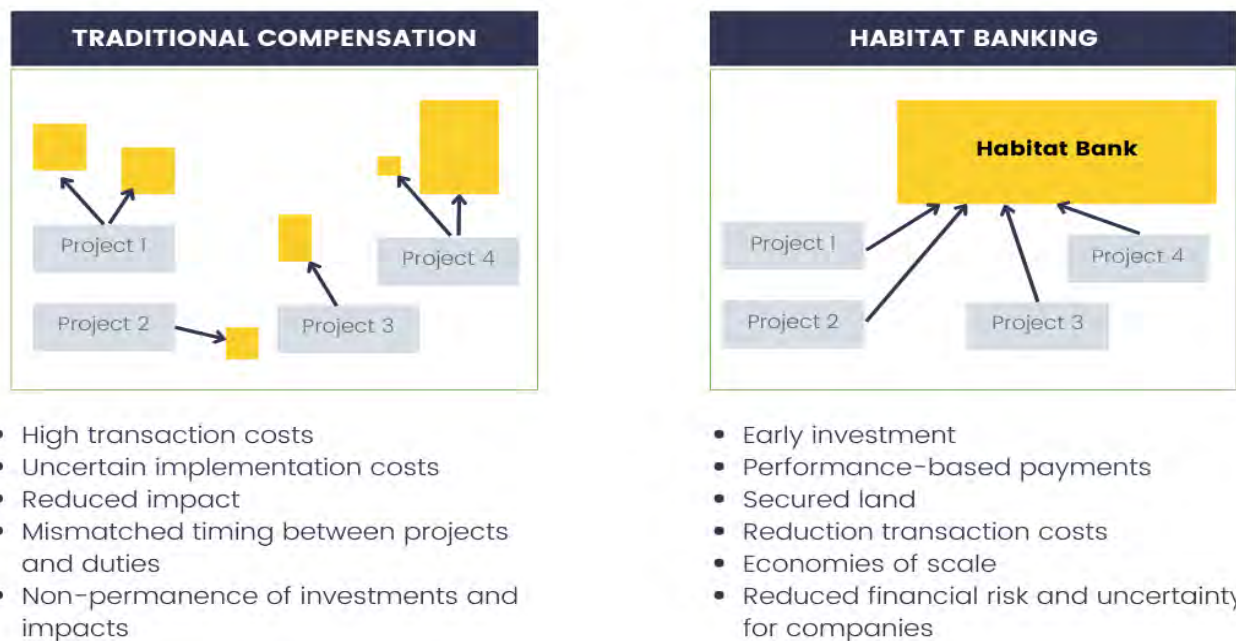 TRADITIONAL COMPENSATION
Project 1
Project 2
Project 3
Project 4
• High transaction costs
• Uncertain implementation costs
• Reduced impact
• Mismatched timing between projects
and duties
• Non-permanence of investments and
impacts
HABITAT BANKING
Habitat Bank
Project 1
Project 2
Project 3
Project 4
• Early investment
• Performance-based payments
• Secured land
• Reduction transaction costs
• Economies of scale
• Reduced financial risk and uncertainty
for companies